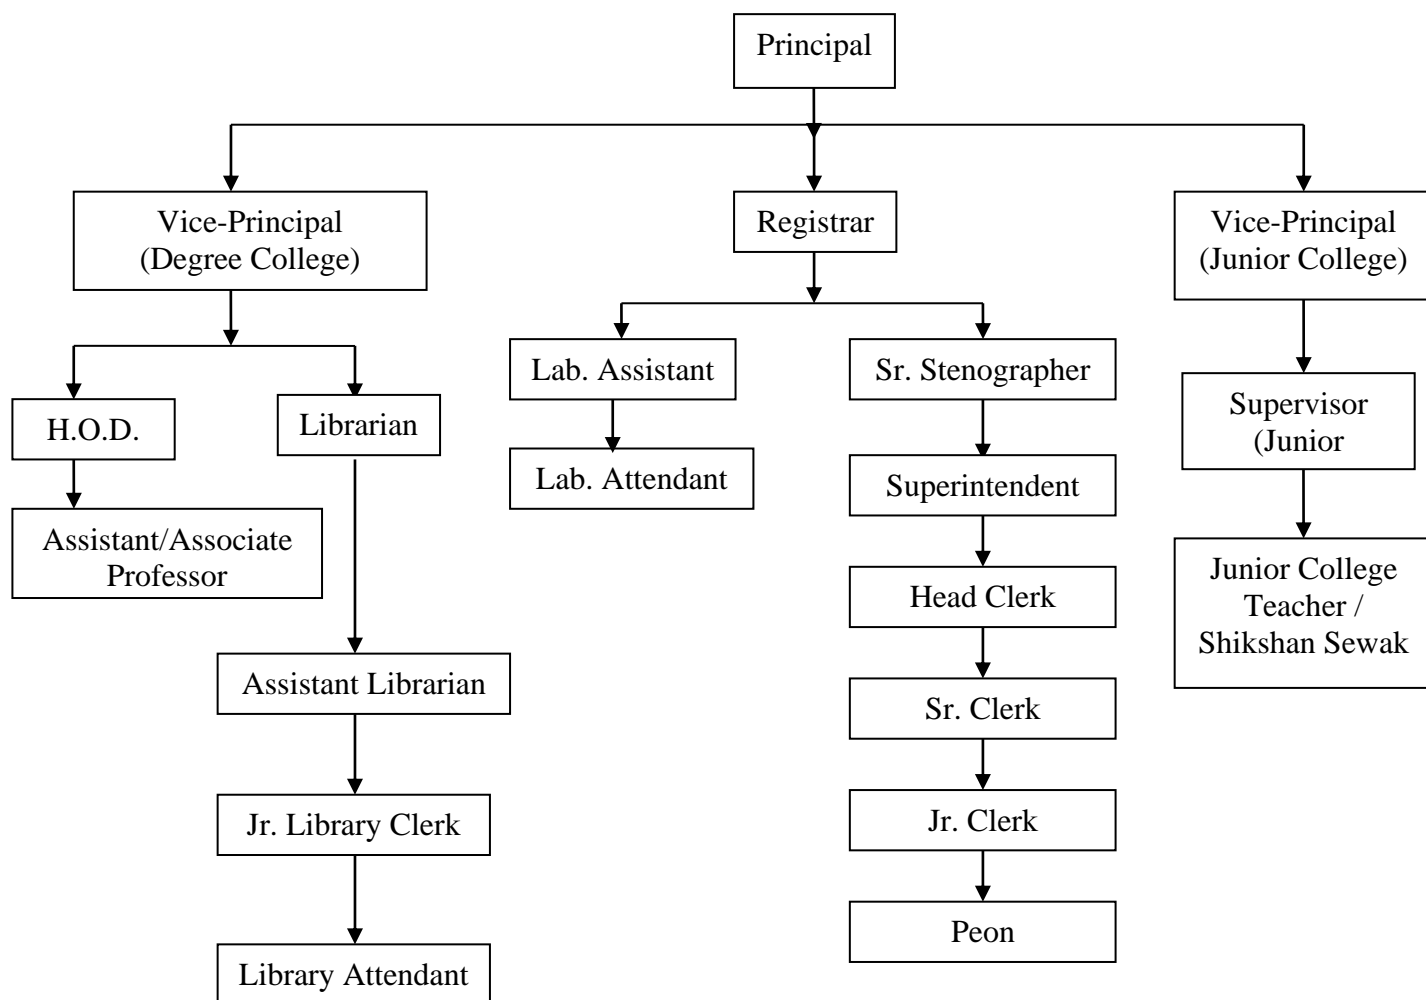 Principal
Vice-Principal
(Degree College)
Registrar
Vice-Principal
(Junior College)
Lab. Assistant
Sr. Stenographer
H.O.D.
Librarian
Supervisor
(Junior
Lab. Attendant
Superintendent
Assistant/Associate
Professor
Head Clerk
Junior College
Teacher /
Shikshan Sewak
Assistant Librarian
Sr. Clerk
Jr. Library Clerk
Jr. Clerk
Peon
Library Attendant